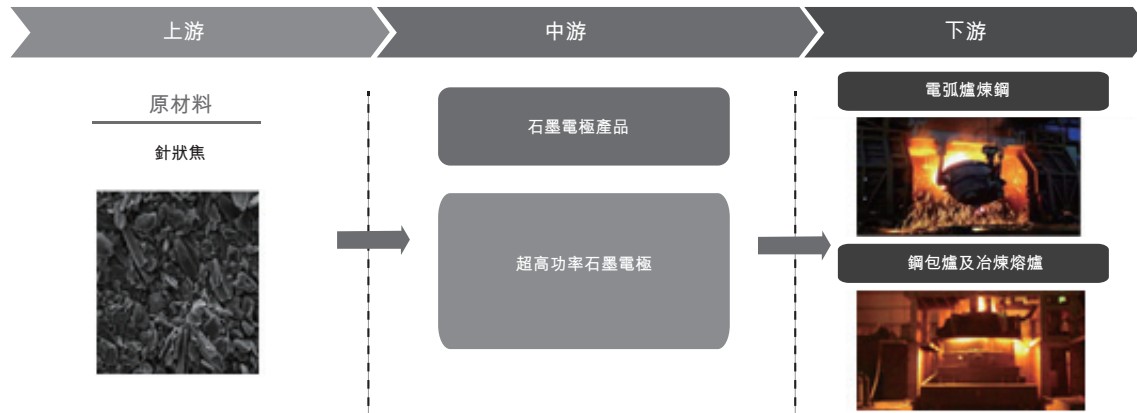 上游
中游
下游
原材料
針狀焦
石墨電極產品
超高功率石墨電極
電弧爐煉鋼
鋼包爐及冶煉熔爐